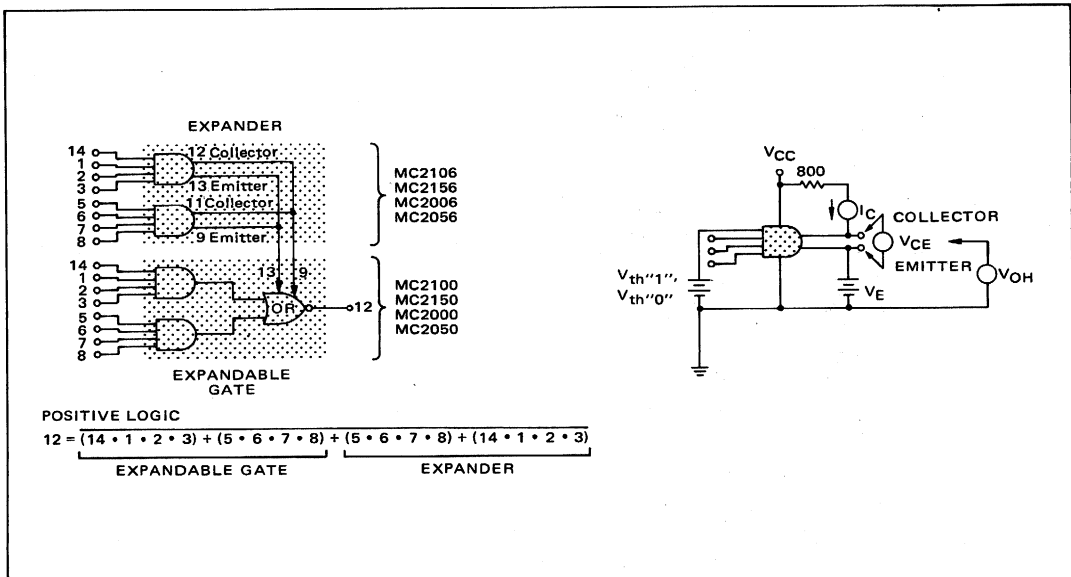 EXPANDER
14
1
2
3
5
6
7
8
12 Collector
13 Emitter
11 Collector
9 Emitter
MC2106
MC2156
MC2006
MC2056
14
1
2
3
5
6
7
8
13
9
OR
12
MC2100
MC2150
MC2000
MC2050
EXPANDABLE
GATE
POSITIVE LOGIC
12 = (14 • 1 • 2 • 3) + (5 • 6 • 7 • 8) + (5 • 6 • 7 • 8) + (14 • 1 • 2 • 3)
EXPANDABLE GATE EXPANDER
VCC
800
IC
COLLECTOR
VCE
EMITTER
VOH
Vth"1",
Vth"0"
VE